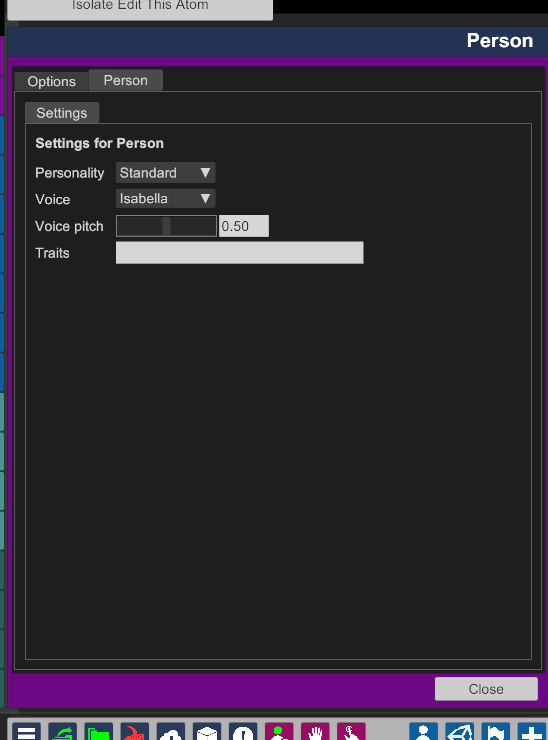 Isolate Edit This Atom
Person
Options Person
Settings
Settings for Person
Personality Standard ▼
Voice Isabella ▼
Voice pitch 0.50
Traits
Close